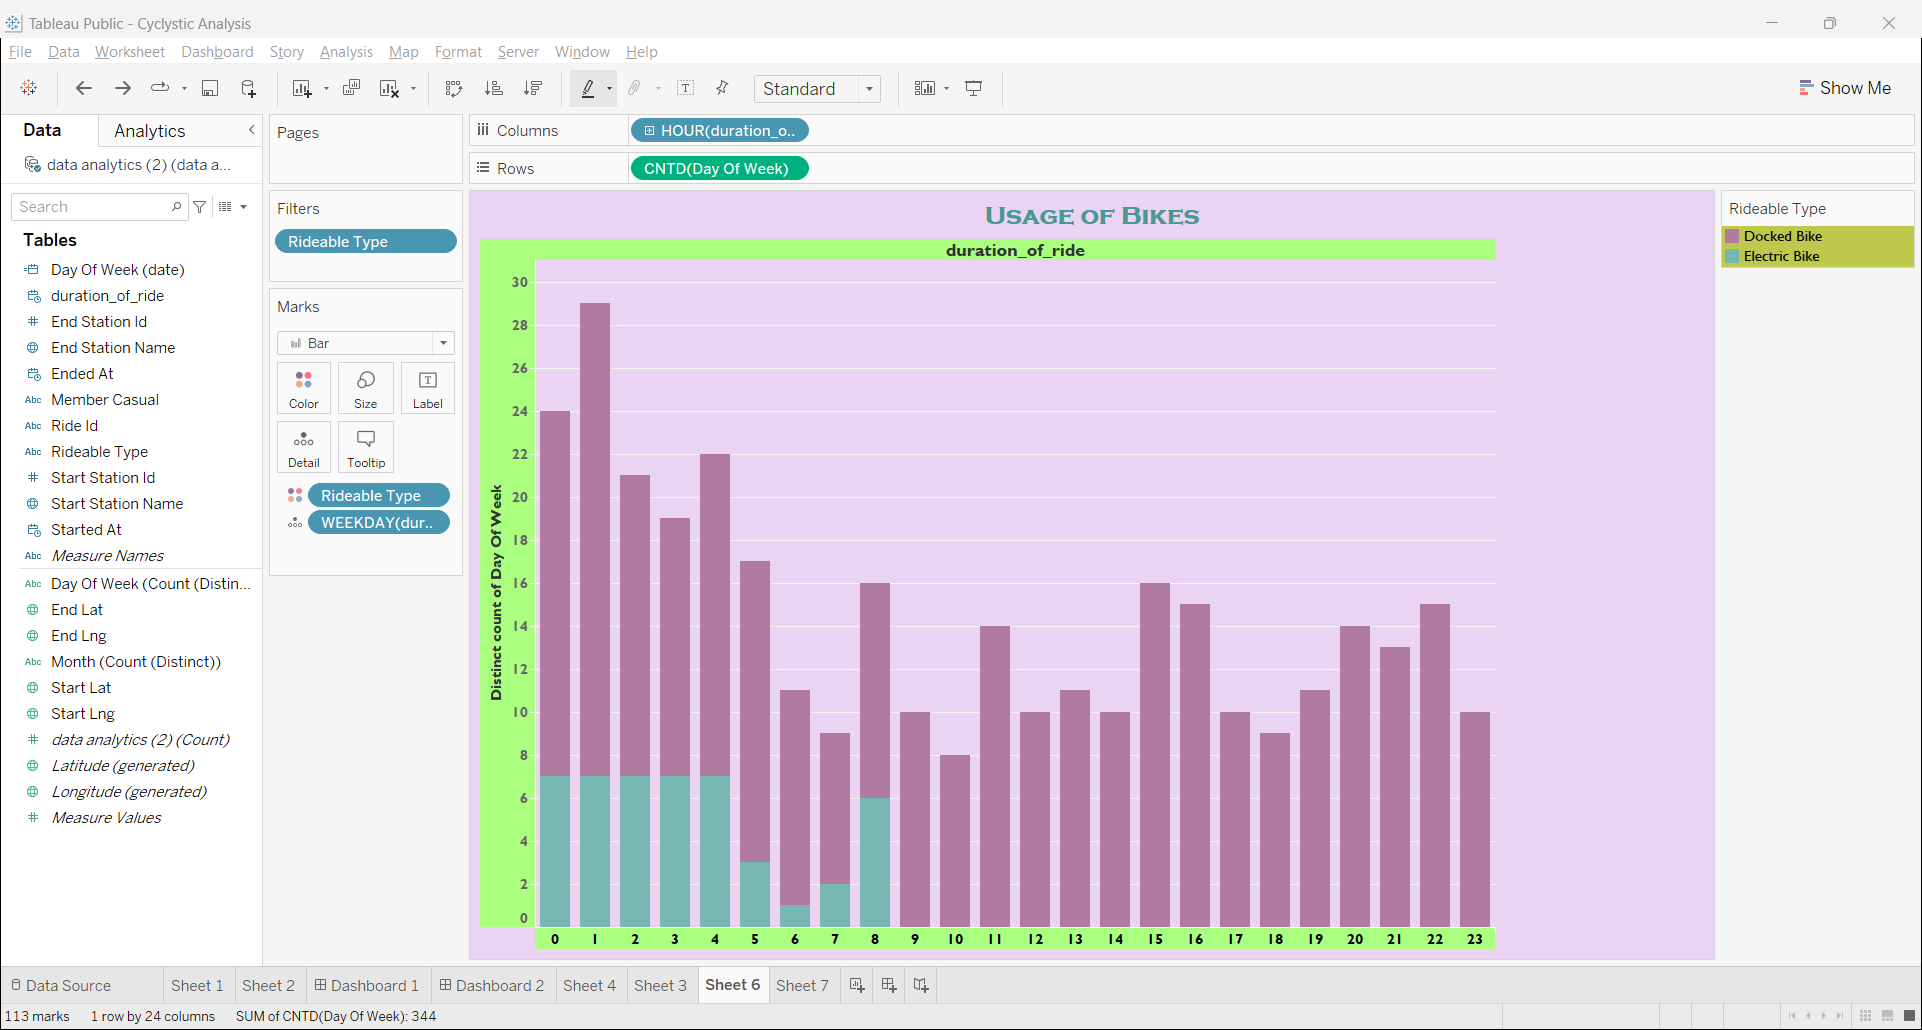 Tableau Public - Cyclystic Analysis
File Data Worksheet Dashboard Story Analysis Map Format Server Window Help
Standard
Show Me
Data Analytics
data analytics (2) (data a...
Search
Tables
Day Of Week (date)
duration_of_ride
End Station Id
End Station Name
Ended At
Abc Member Casual
Abc Ride Id
Abc Rideable Type
Start Station Id
Start Station Name
Started At
Abc Measure Names
Abc Day Of Week (Count (Distin...
End Lat
End Lng
Abc Month (Count (Distinct))
Start Lat
Start Lng
data analytics (2) (Count)
Latitude (generated)
Longitude (generated)
Measure Values
Pages
Filters
Rideable Type
Marks
Bar
Color Size Label
Detail Tooltip
Rideable Type
WEEKDAY(dur..
Columns HOUR(duration_o..
Rows CNTD(Day Of Week)
Usage of Bikes
duration_of_ride
Distinct count of Day Of Week
30
28
26
24
22
20
18
16
14
12
10
8
6
4
2
0
0 1 2 3 4 5 6 7 8 9 10 11 12 13 14 15 16 17 18 19 20 21 22 23
Rideable Type
Docked Bike
Electric Bike
Data Source Sheet 1 Sheet 2 Dashboard 1 Dashboard 2 Sheet 4 Sheet 3 Sheet 6 Sheet 7
113 marks 1 row by 24 columns SUM of CNTD(Day Of Week): 344